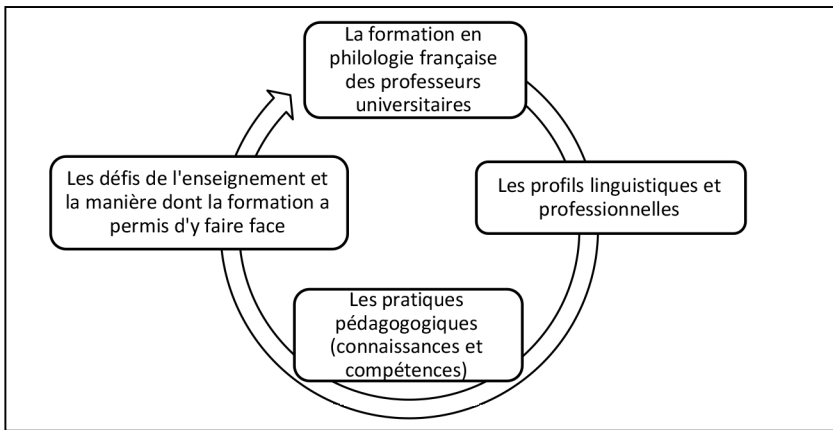 La formation en
philologie française
des professeurs
universitaires
Les profils linguistiques et
professionnelles
Les pratiques
pédagogogiques
(connaissances et
compétences)
Les défis de l'enseignement et
la manière dont la formation a
permis d'y faire face